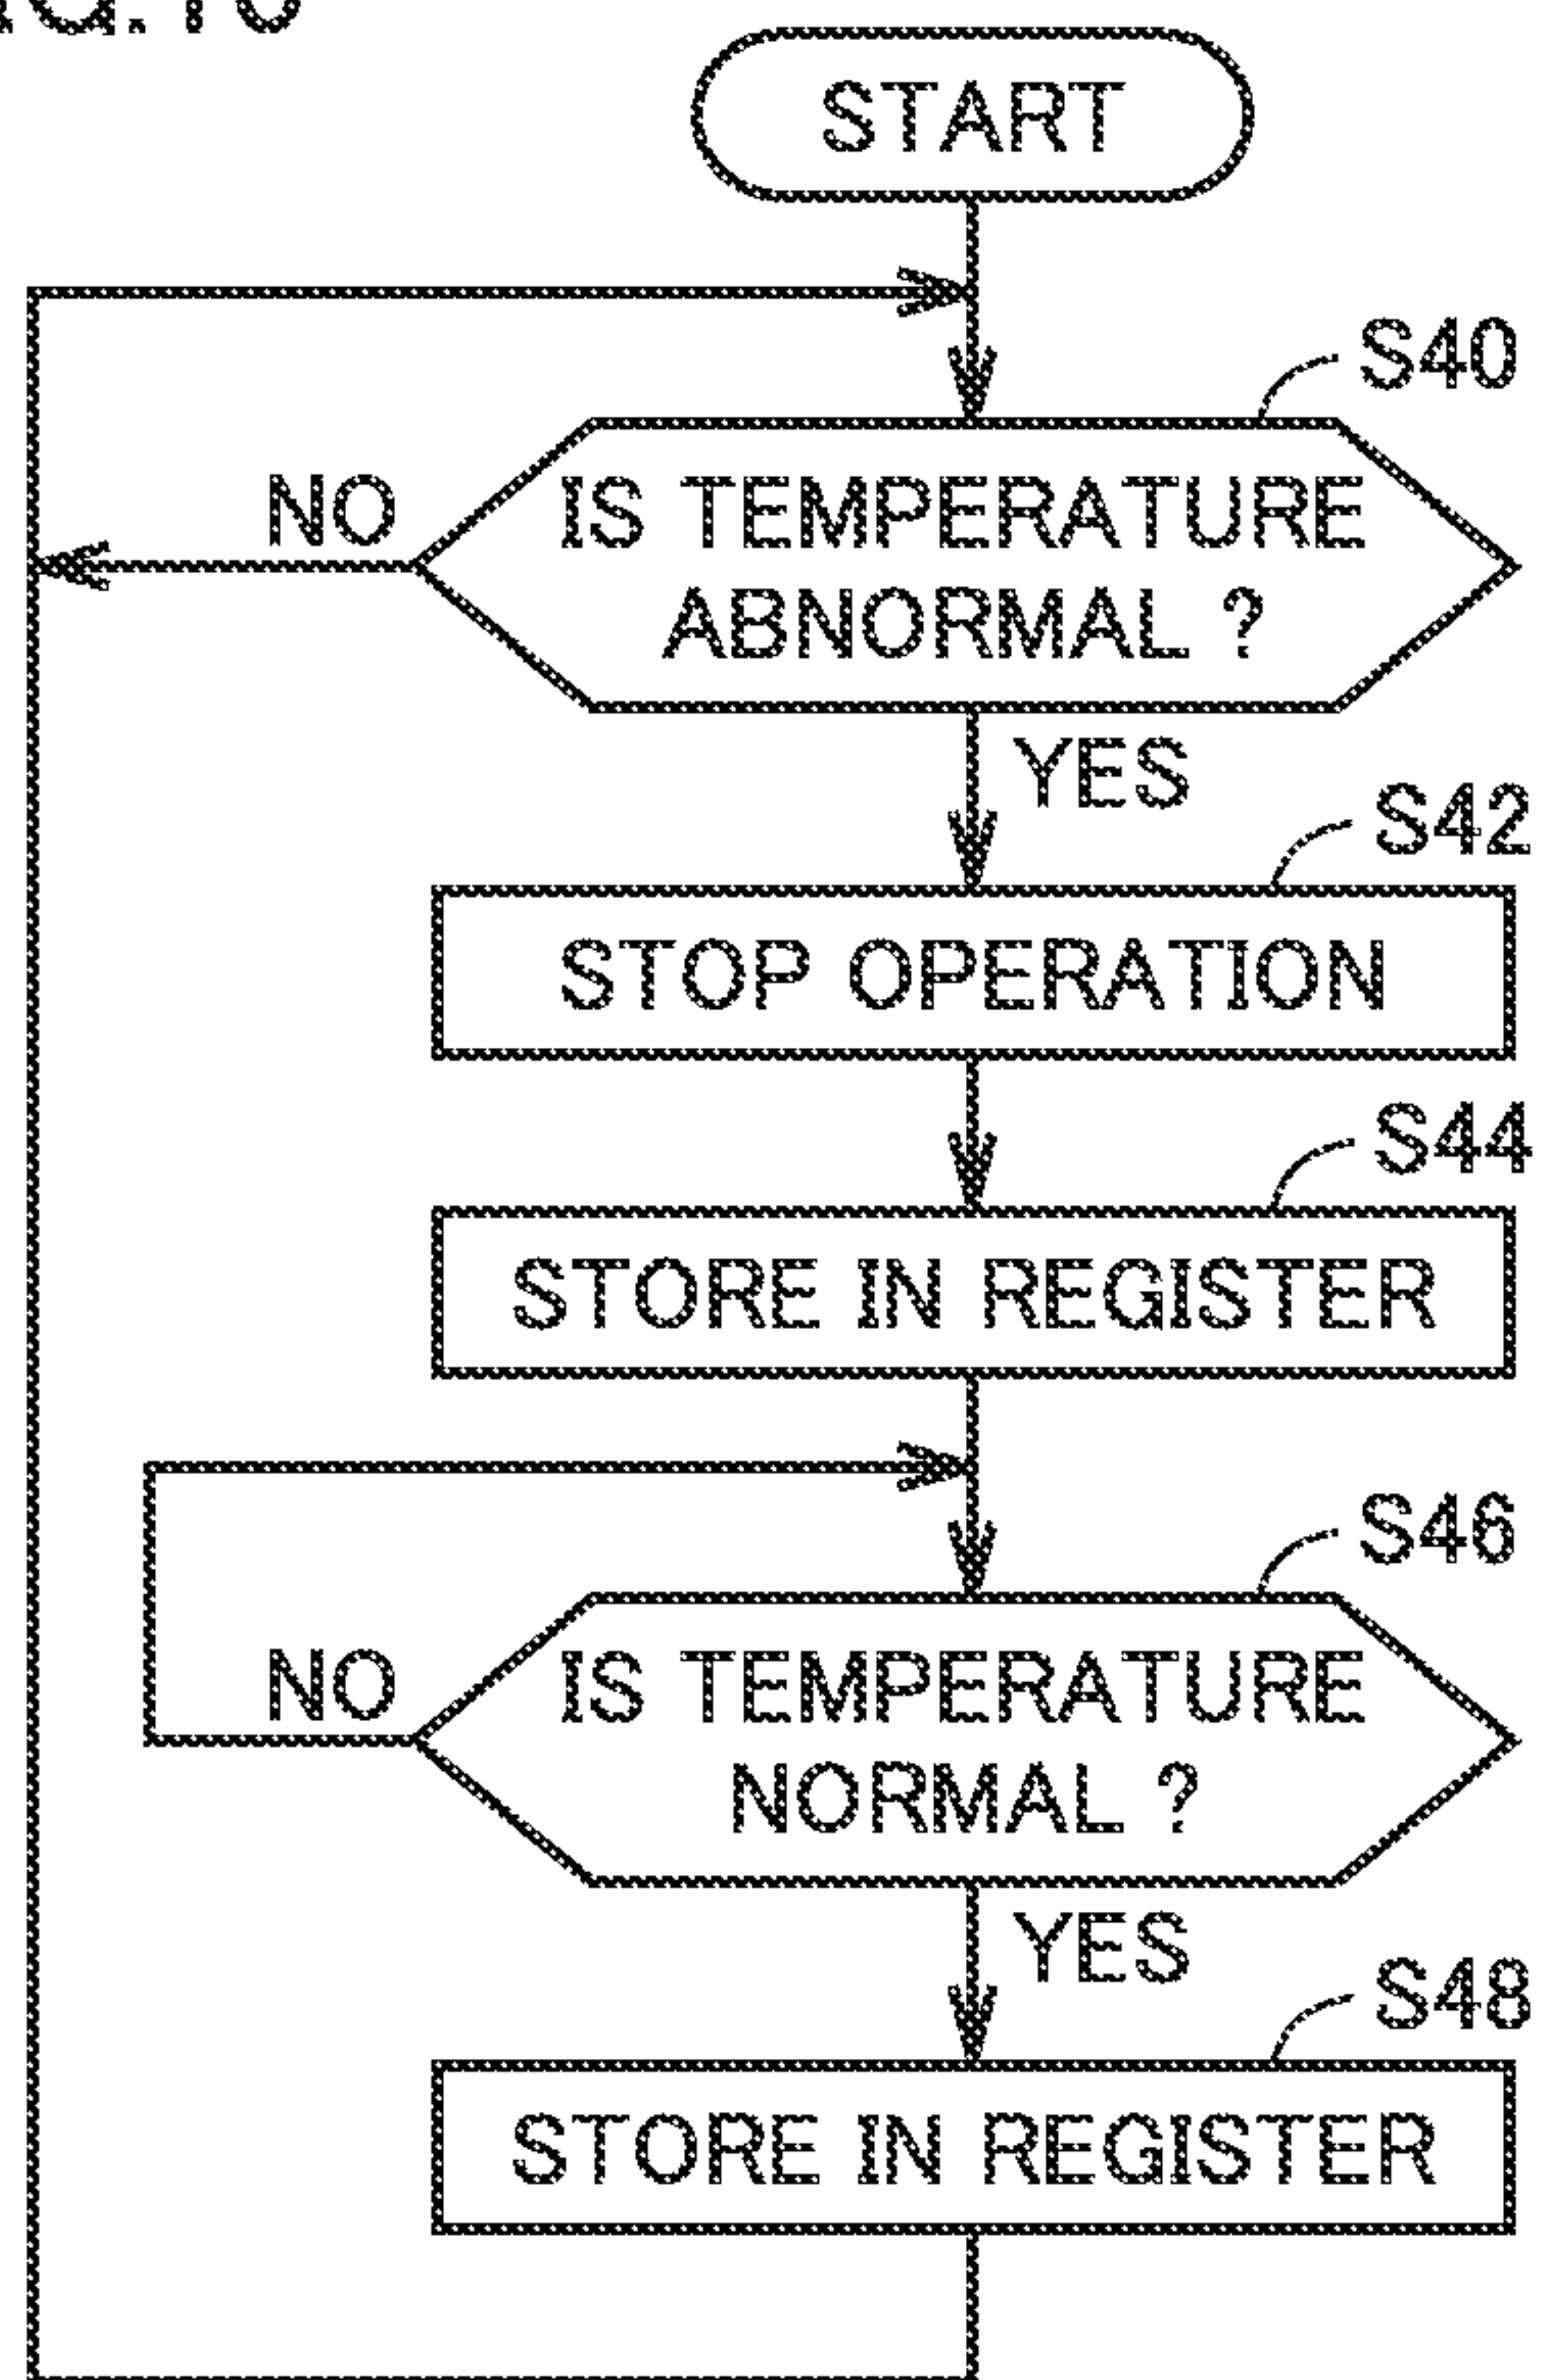 START
S40
NO
IS TEMPERATURE
ABNORMAL ?
YES
S42
STOP OPERATION
S44
STORE IN REGISTER
S46
NO
IS TEMPERATURE
NORMAL ?
YES
S48
STORE IN REGISTER